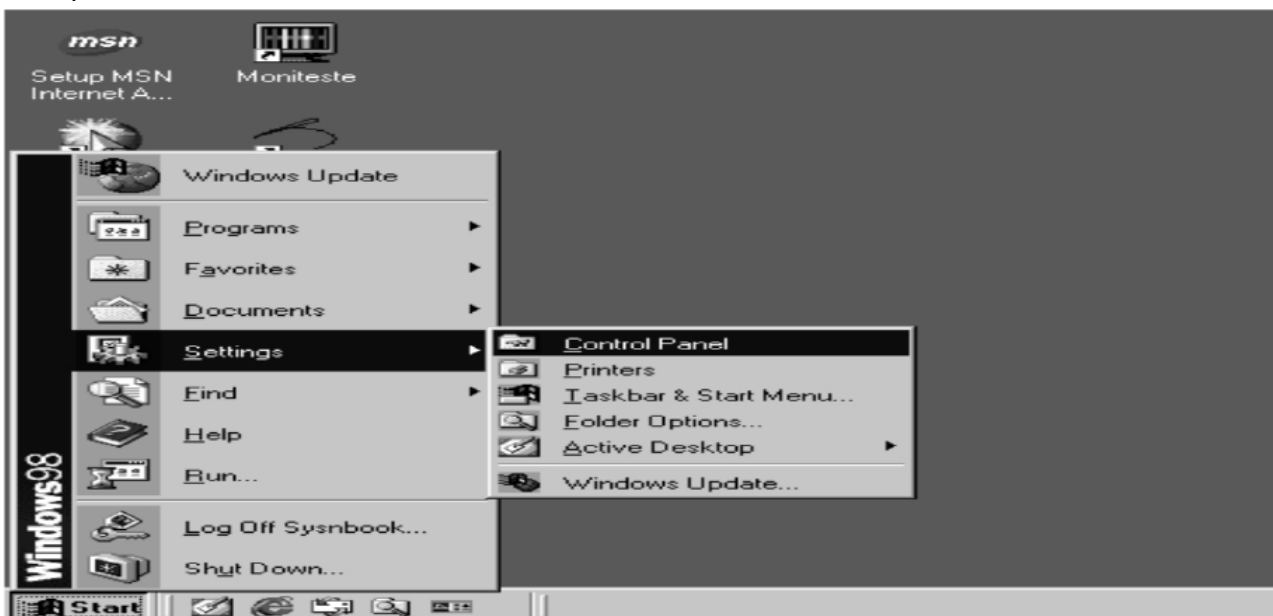 msn
Setup MSN
Internet A...
Moniteste
Windows Update
Programs
Favorites
Documents
Settings
Find
Help
Run...
Log Off Sysnbook...
Shut Down...
Windows98
Control Panel
Printers
Taskbar & Start Menu...
Folder Options...
Active Desktop
Windows Update...
Start